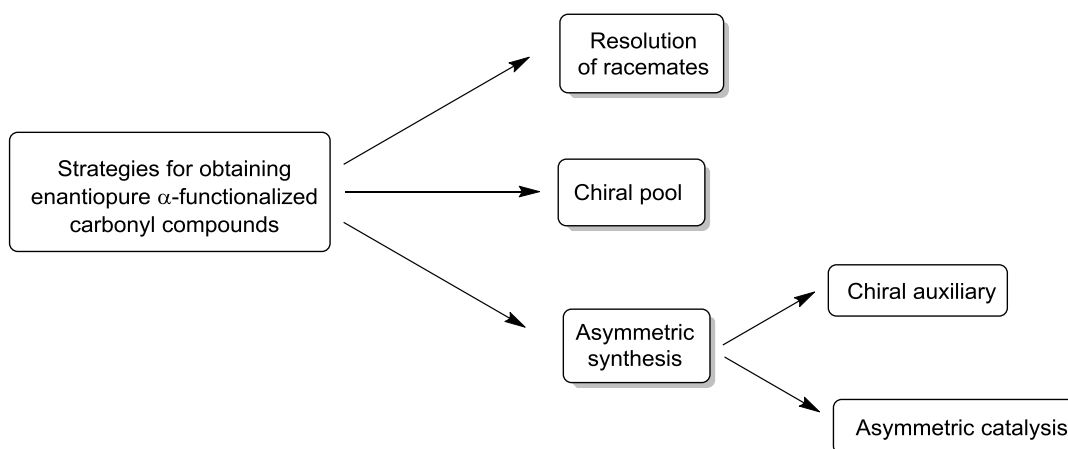 Resolution
of racemates
Strategies for obtaining
enantiopure α-functionalized
carbonyl compounds
Chiral pool
Chiral auxiliary
Asymmetric
synthesis
Asymmetric catalysis